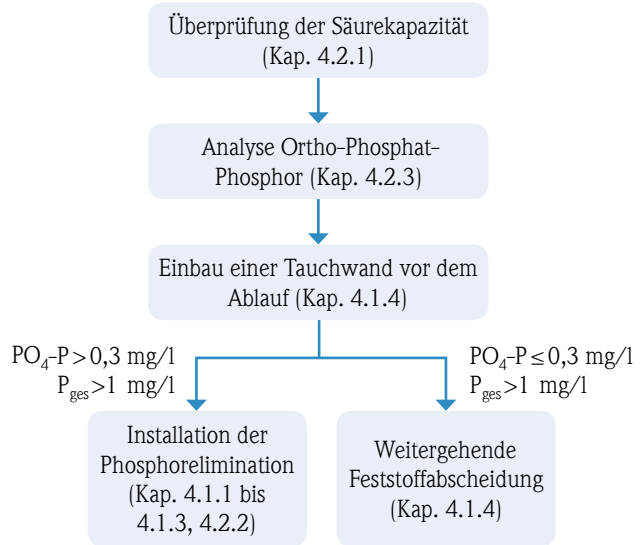 Überprüfung der Säurekapazität
(Kap. 4.2.1)
Analyse Ortho-Phosphat-
Phosphor (Kap. 4.2.3)
Einbau einer Tauchwand vor dem
Ablauf (Kap. 4.1.4)
PO₄-P > 0,3 mg/l
P_ges > 1 mg/l
PO₄-P ≤ 0,3 mg/l
P_ges > 1 mg/l
Installation der
Phosphorelimination
(Kap. 4.1.1 bis
4.1.3, 4.2.2)
Weitergehende
Feststoffabscheidung
(Kap. 4.1.4)